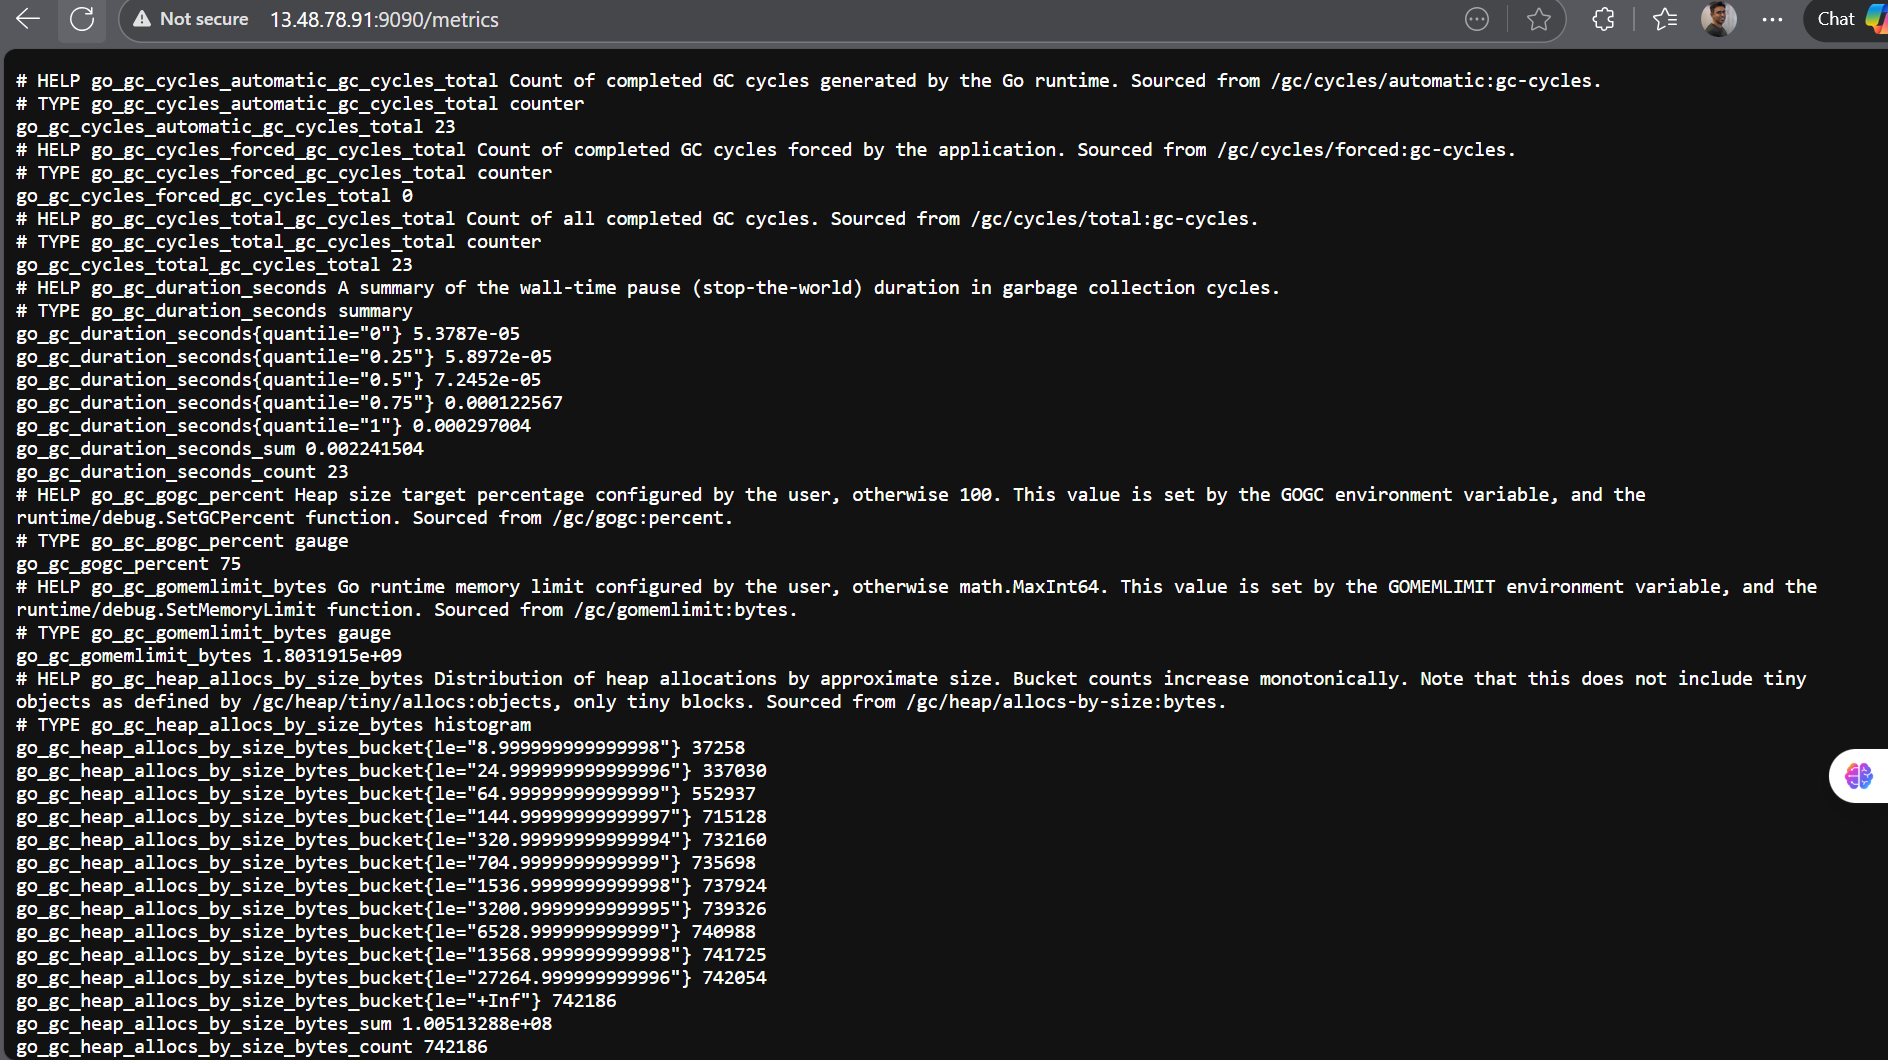 Not secure 13.48.78.91:9090/metrics Chat
# HELP go_gc_cycles_automatic_gc_cycles_total Count of completed GC cycles generated by the Go runtime. Sourced from /gc/cycles/automatic:gc-cycles.
# TYPE go_gc_cycles_automatic_gc_cycles_total counter
go_gc_cycles_automatic_gc_cycles_total 23
# HELP go_gc_cycles_forced_gc_cycles_total Count of completed GC cycles forced by the application. Sourced from /gc/cycles/forced:gc-cycles.
# TYPE go_gc_cycles_forced_gc_cycles_total counter
go_gc_cycles_forced_gc_cycles_total 0
# HELP go_gc_cycles_total_gc_cycles_total Count of all completed GC cycles. Sourced from /gc/cycles/total:gc-cycles.
# TYPE go_gc_cycles_total_gc_cycles_total counter
go_gc_cycles_total_gc_cycles_total 23
# HELP go_gc_duration_seconds A summary of the wall-time pause (stop-the-world) duration in garbage collection cycles.
# TYPE go_gc_duration_seconds summary
go_gc_duration_seconds{quantile="0"} 5.3787e-05
go_gc_duration_seconds{quantile="0.25"} 5.8972e-05
go_gc_duration_seconds{quantile="0.5"} 7.2452e-05
go_gc_duration_seconds{quantile="0.75"} 0.000122567
go_gc_duration_seconds{quantile="1"} 0.000297004
go_gc_duration_seconds_sum 0.002241504
go_gc_duration_seconds_count 23
# HELP go_gc_gogc_percent Heap size target percentage configured by the user, otherwise 100. This value is set by the GOGC environment variable, and the
runtime/debug.SetGCPercent function. Sourced from /gc/gogc:percent.
# TYPE go_gc_gogc_percent gauge
go_gc_gogc_percent 75
# HELP go_gc_gomemlimit_bytes Go runtime memory limit configured by the user, otherwise math.MaxInt64. This value is set by the GOMEMLIMIT environment variable, and the
runtime/debug.SetMemoryLimit function. Sourced from /gc/gomemlimit:bytes.
# TYPE go_gc_gomemlimit_bytes gauge
go_gc_gomemlimit_bytes 1.8031915e+09
# HELP go_gc_heap_allocs_by_size_bytes Distribution of heap allocations by approximate size. Bucket counts increase monotonically. Note that this does not include tiny
objects as defined by /gc/heap/tiny/allocs:objects, only tiny blocks. Sourced from /gc/heap/allocs-by-size:bytes.
# TYPE go_gc_heap_allocs_by_size_bytes histogram
go_gc_heap_allocs_by_size_bytes_bucket{le="8.999999999999998"} 37258
go_gc_heap_allocs_by_size_bytes_bucket{le="24.999999999999996"} 337030
go_gc_heap_allocs_by_size_bytes_bucket{le="64.99999999999999"} 552937
go_gc_heap_allocs_by_size_bytes_bucket{le="144.99999999999997"} 715128
go_gc_heap_allocs_by_size_bytes_bucket{le="320.99999999999994"} 732160
go_gc_heap_allocs_by_size_bytes_bucket{le="704.9999999999999"} 735698
go_gc_heap_allocs_by_size_bytes_bucket{le="1536.9999999999998"} 737924
go_gc_heap_allocs_by_size_bytes_bucket{le="3200.9999999999995"} 739326
go_gc_heap_allocs_by_size_bytes_bucket{le="6528.999999999999"} 740988
go_gc_heap_allocs_by_size_bytes_bucket{le="13568.999999999998"} 741725
go_gc_heap_allocs_by_size_bytes_bucket{le="27264.999999999996"} 742054
go_gc_heap_allocs_by_size_bytes_bucket{le="+Inf"} 742186
go_gc_heap_allocs_by_size_bytes_sum 1.00513288e+08
go_gc_heap_allocs_by_size_bytes_count 742186